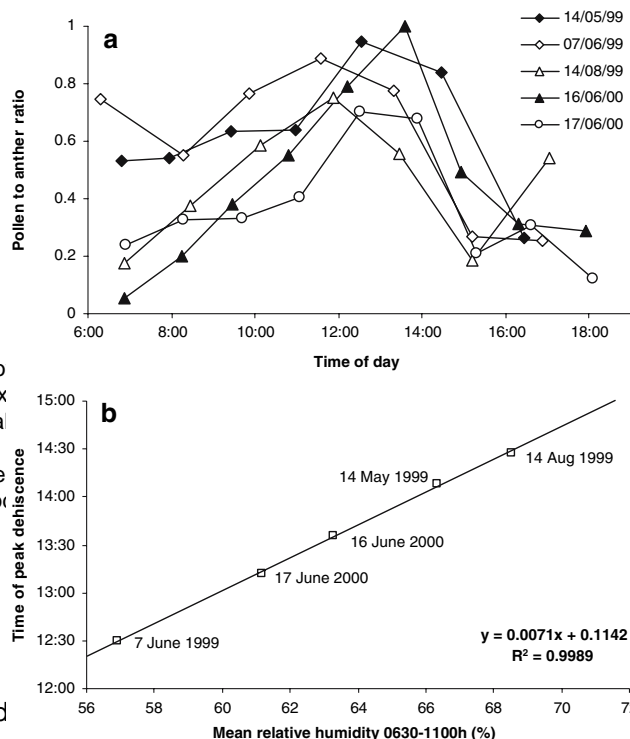 a
14/05/99
07/06/99
14/08/99
16/06/00
17/06/00
Pollen to anther ratio
1
0.8
0.6
0.4
0.2
0
6:00 8:00 10:00 12:00 14:00 16:00 18:00
Time of day
b
Time of peak dehiscence
15:00
14:30
14:00
13:30
13:00
12:30
12:00
14 Aug 1999
14 May 1999
16 June 2000
17 June 2000
7 June 1999
y = 0.0071x + 0.1142
R² = 0.9989
56 58 60 62 64 66 68 70
Mean relative humidity 0630-1100h (%)